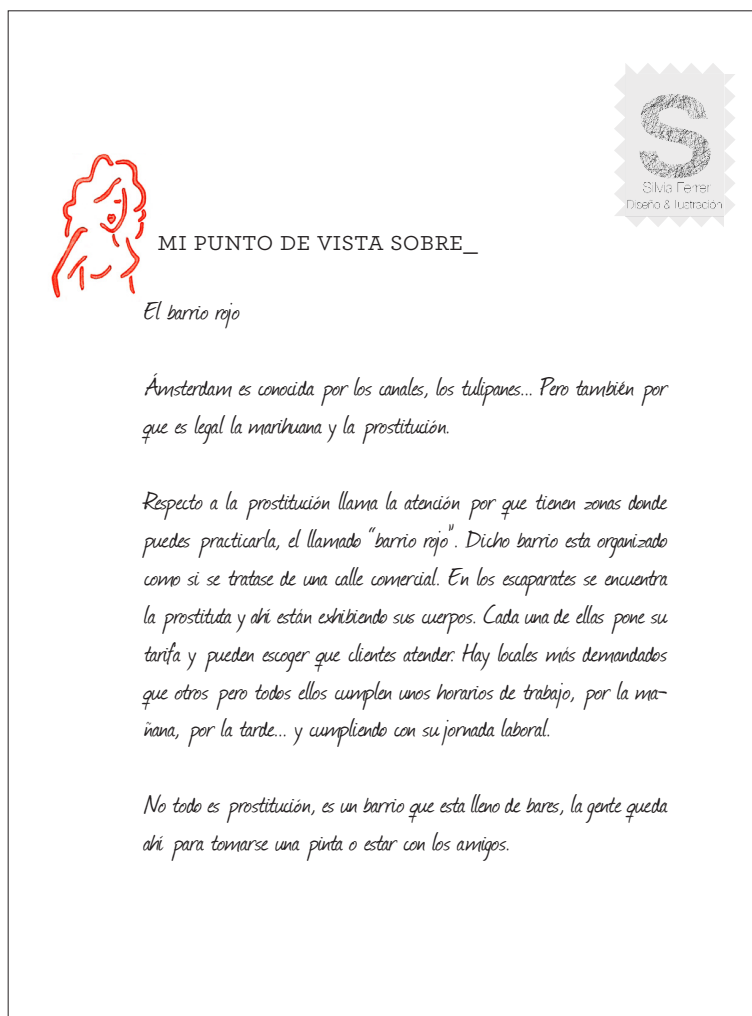 S
Silvia Ferrer
Diseño & Ilustración
MI PUNTO DE VISTA SOBRE_
El barrio rojo
Ámsterdam es conocida por los canales, los tulipanes... Pero también por
que es legal la marihuana y la prostitución.
Respecto a la prostitución llama la atención por que tienen zonas donde
puedes practicarla, el llamado "barrio rojo". Dicho barrio esta organizado
como si se tratase de una calle comercial. En los escaparates se encuentra
la prostituta y ahí están exhibiendo sus cuerpos. Cada una de ellas pone su
tarifa y pueden escoger que clientes atender. Hay locales más demandados
que otros pero todos ellos cumplen unos horarios de trabajo, por la ma-
ñana, por la tarde... y cumpliendo con su jornada laboral.
No todo es prostitución, es un barrio que esta lleno de bares, la gente queda
ahí para tomarse una pinta o estar con los amigos.